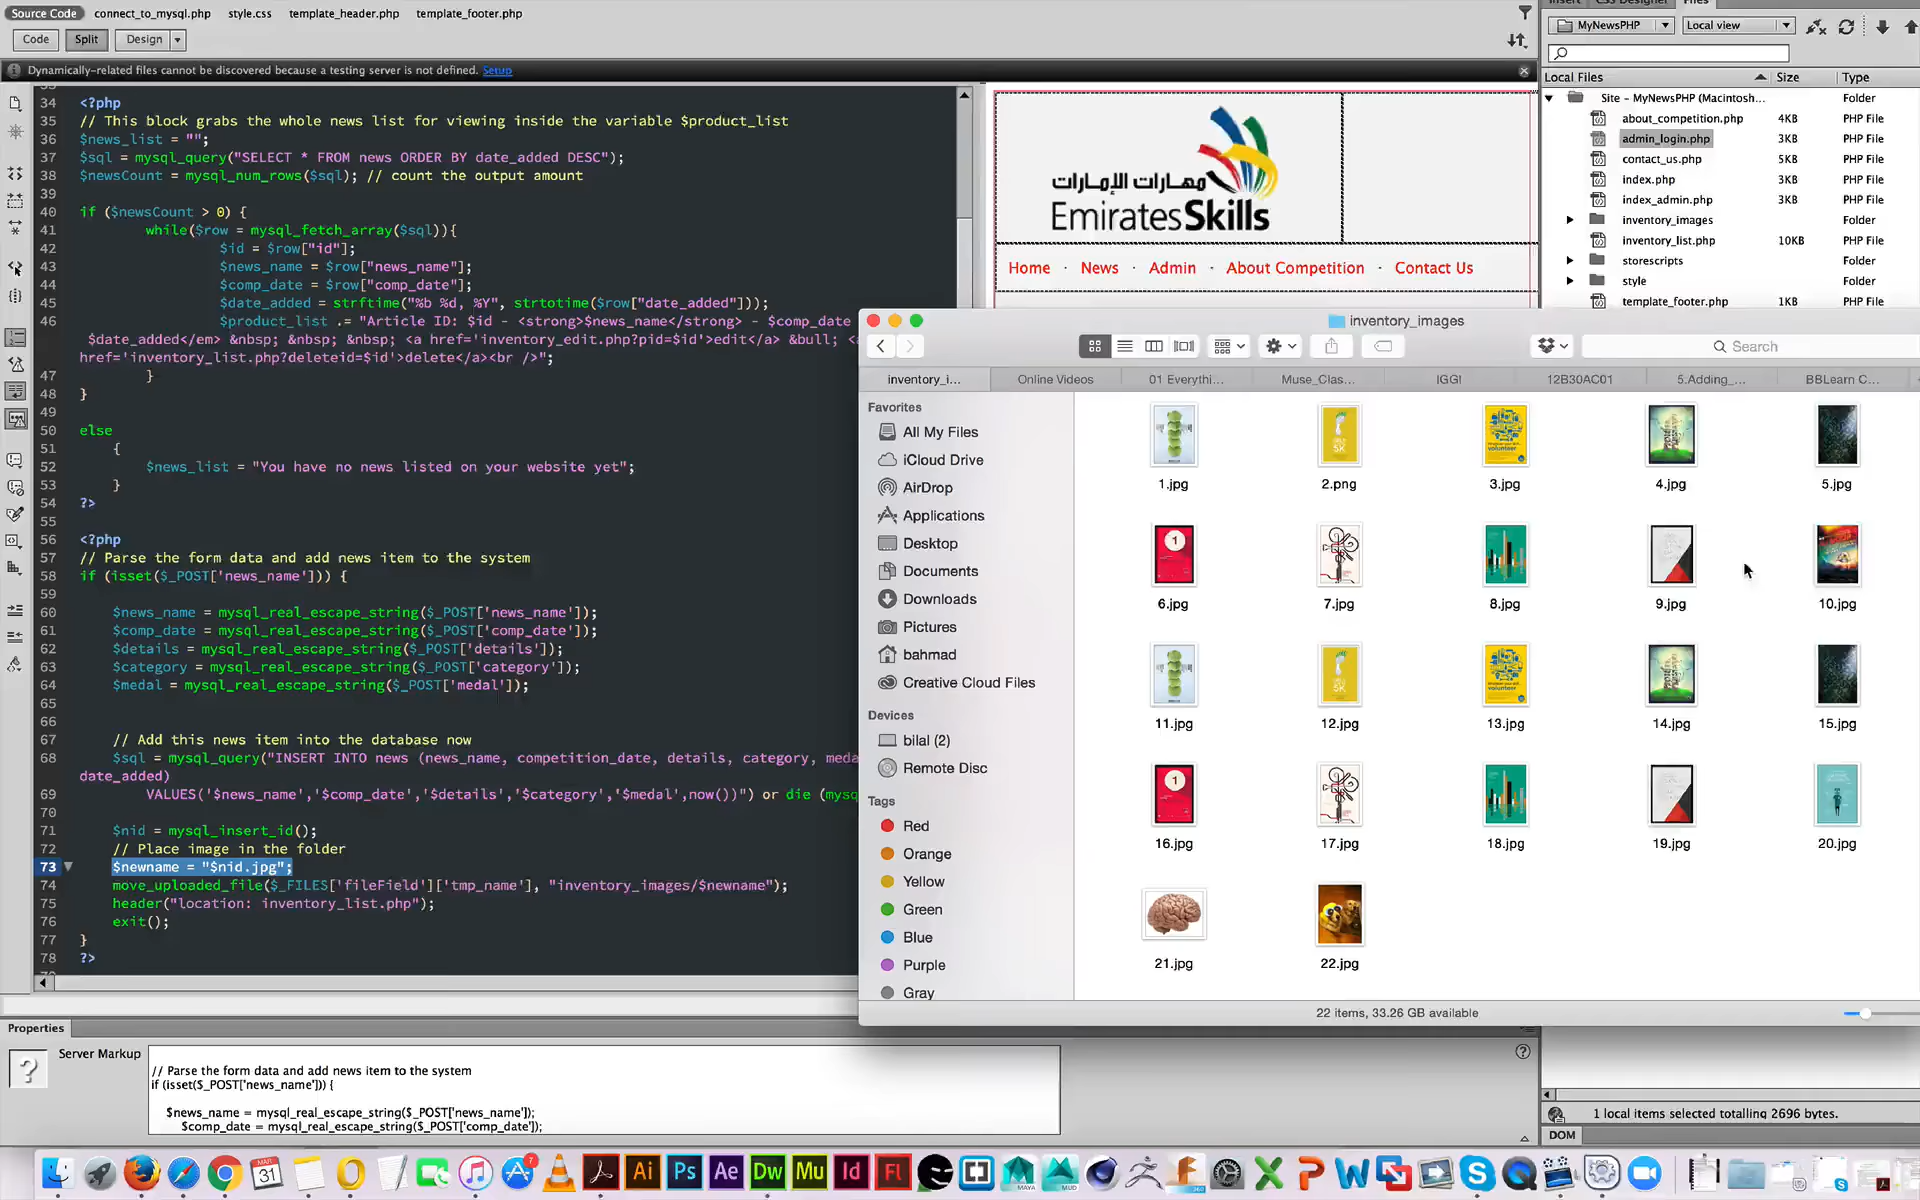 Source Code connect_to_mysql.php style.css template_header.php template_footer.php
Code Split Design
Dynamically-related files cannot be discovered because a testing server is not defined. Setup
34 <?php
35 // This block grabs the whole news list for viewing inside the variable $product_list
36 $news_list = "";
37 $sql = mysql_query("SELECT * FROM news ORDER BY date_added DESC");
38 $newsCount = mysql_num_rows($sql); // count the output amount
39
40 if ($newsCount > 0) {
41 while($row = mysql_fetch_array($sql)){
42 $id = $row["id"];
43 $news_name = $row["news_name"];
44 $comp_date = $row["comp_date"];
45 $date_added = strftime("%b %d, %Y", strtotime($row["date_added"]));
46 $product_list .= "Article ID: $id - <strong>$news_name</strong> - $comp_date
$date_added</em> &nbsp; &nbsp; &nbsp; <a href='inventory_edit.php?pid=$id'>edit</a> &bull; <a
href='inventory_list.php?deleteid=$id'>delete</a><br />";
47 }
48 }
49
50 else
51 {
52 $news_list = "You have no news listed on your website yet";
53 }
54 ?>
55
56 <?php
57 // Parse the form data and add news item to the system
58 if (isset($_POST['news_name'])) {
59
60 $news_name = mysql_real_escape_string($_POST['news_name']);
61 $comp_date = mysql_real_escape_string($_POST['comp_date']);
62 $details = mysql_real_escape_string($_POST['details']);
63 $category = mysql_real_escape_string($_POST['category']);
64 $medal = mysql_real_escape_string($_POST['medal']);
65
66
67 // Add this news item into the database now
68 $sql = mysql_query("INSERT INTO news (news_name, competition_date, details, category, meda
date_added)
69 VALUES('$news_name','$comp_date','$details','$category','$medal',now())") or die (mysq
70
71 $nid = mysql_insert_id();
72 // Place image in the folder
73 $newname = "$nid.jpg";
74 move_uploaded_file($_FILES['fileField']['tmp_name'], "inventory_images/$newname");
75 header("location: inventory_list.php");
76 exit();
77 }
78 ?>
مهارات الإمارات
EmiratesSkills
Home · News · Admin · About Competition · Contact Us
Insert CSS Designer Files
MyNewsPHP Local view
Local Files Size Type
Site - MyNewsPHP (Macintosh... Folder
about_competition.php 4KB PHP File
admin_login.php 3KB PHP File
contact_us.php 5KB PHP File
index.php 3KB PHP File
index_admin.php 3KB PHP File
inventory_images Folder
inventory_list.php 10KB PHP File
storescripts Folder
style Folder
template_footer.php 1KB PHP File
inventory_images
Search
inventory_i... Online Videos 01 Everythi... Muse_Clas... IGG! 12B30AC01 5.Adding_... BBLearn C...
Favorites
All My Files
iCloud Drive
AirDrop
Applications
Desktop
Documents
Downloads
Pictures
bahmad
Creative Cloud Files
Devices
bilal (2)
Remote Disc
Tags
Red
Orange
Yellow
Green
Blue
Purple
Gray
1.jpg 2.png 3.jpg 4.jpg 5.jpg
6.jpg 7.jpg 8.jpg 9.jpg 10.jpg
11.jpg 12.jpg 13.jpg 14.jpg 15.jpg
16.jpg 17.jpg 18.jpg 19.jpg 20.jpg
21.jpg 22.jpg
22 items, 33.26 GB available
Properties
Server Markup
// Parse the form data and add news item to the system
if (isset($_POST['news_name'])) {
$news_name = mysql_real_escape_string($_POST['news_name']);
$comp_date = mysql_real_escape_string($_POST['comp_date']);
1 local items selected totalling 2696 bytes.
DOM
MAR
31
7
Ai Ps Ae Dw Mu Id Fl
MAYA MUD